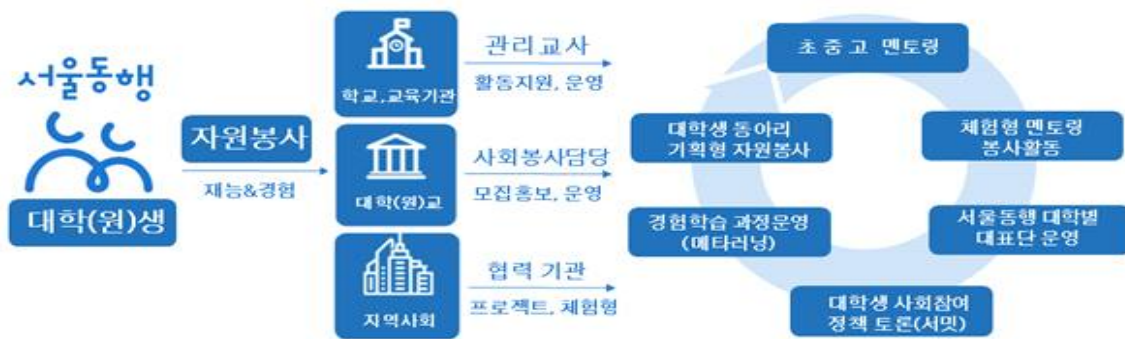 서울동행
대학(원)생
자원봉사
재능&경험
학교,교육기관
관리교사
활동지원, 운영
대학(원)교
사회봉사담당
모집홍보, 운영
지역사회
협력 기관
프로젝트, 체험형
초 중 고 멘토링
체험형 멘토링
봉사활동
서울동행 대학별
대표단 운영
대학생 사회참여
정책 토론(서밋)
경험학습 과정운영
(메타러닝)
대학생 동아리
기획형 자원봉사